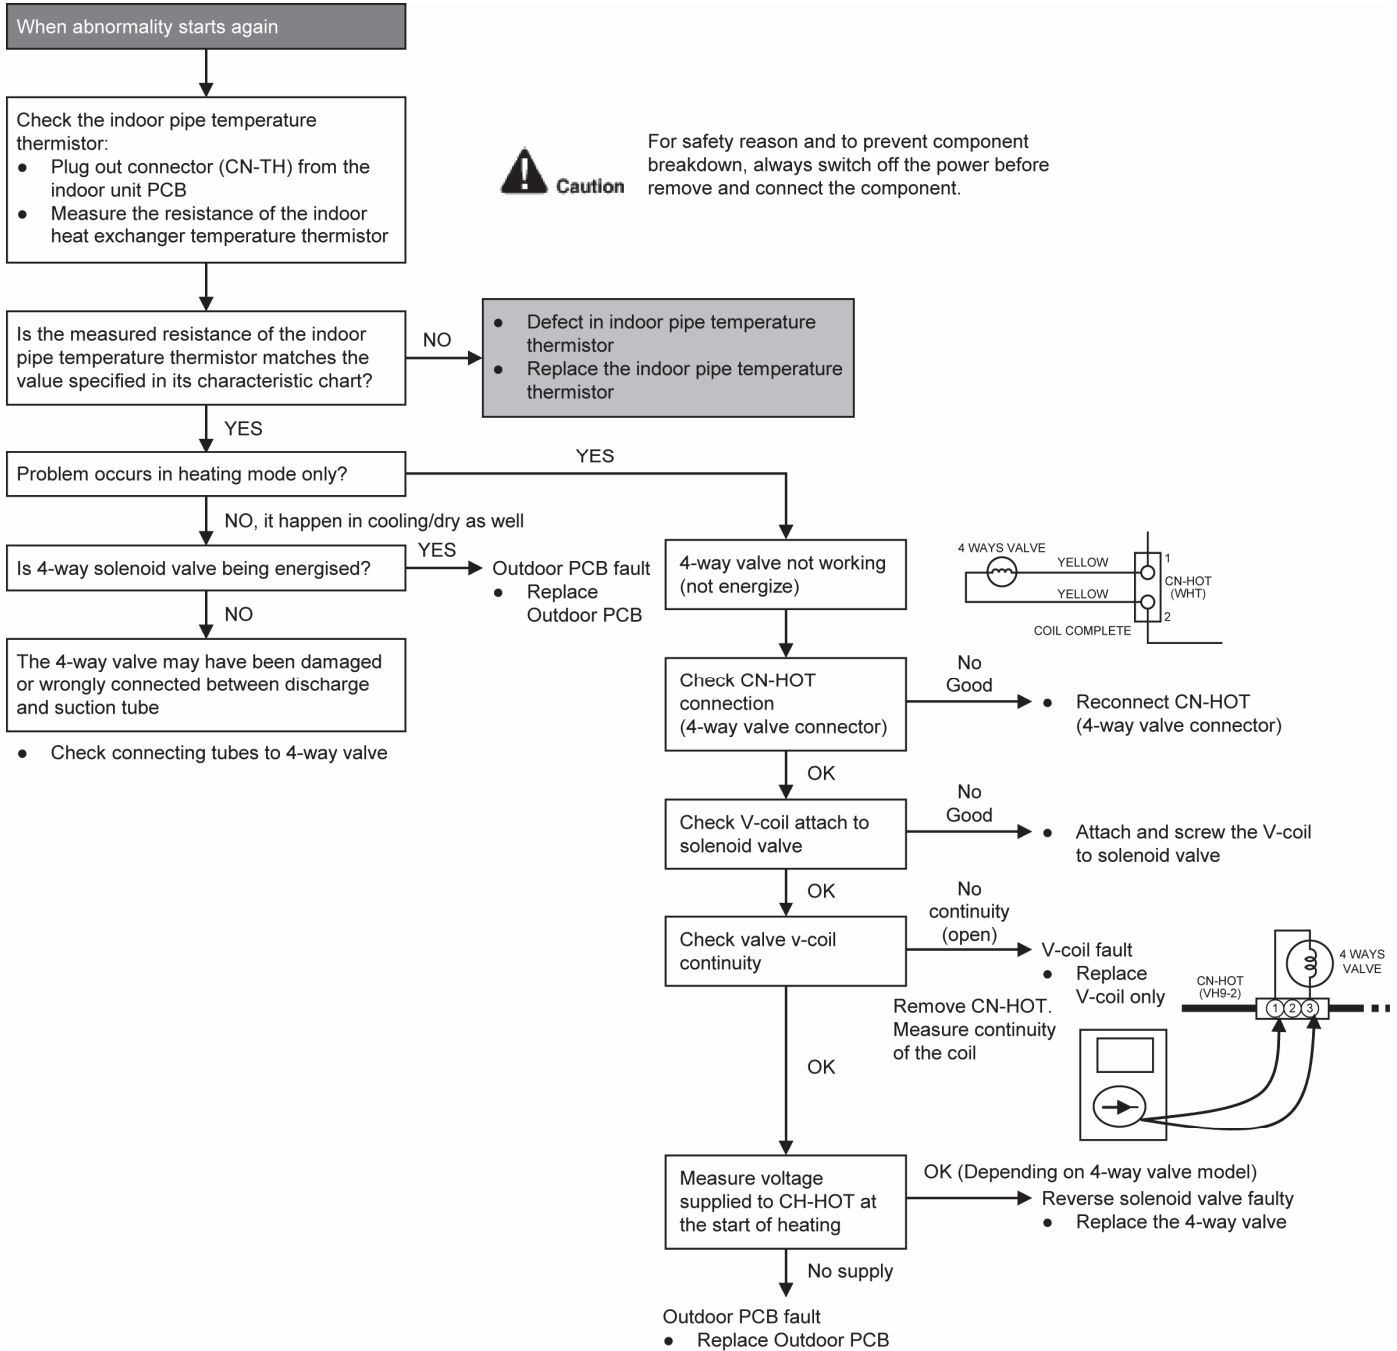 When abnormality starts again
Check the indoor pipe temperature
thermistor:
● Plug out connector (CN-TH) from the
indoor unit PCB
● Measure the resistance of the indoor
heat exchanger temperature thermistor
Caution
For safety reason and to prevent component
breakdown, always switch off the power before
remove and connect the component.
Is the measured resistance of the indoor
pipe temperature thermistor matches the
value specified in its characteristic chart?
NO
● Defect in indoor pipe temperature
thermistor
● Replace the indoor pipe temperature
thermistor
YES
Problem occurs in heating mode only?
YES
NO, it happen in cooling/dry as well
Is 4-way solenoid valve being energised?
YES
Outdoor PCB fault
● Replace
Outdoor PCB
NO
The 4-way valve may have been damaged
or wrongly connected between discharge
and suction tube
● Check connecting tubes to 4-way valve
4-way valve not working
(not energize)
4 WAYS VALVE
YELLOW
YELLOW
1
CN-HOT
(WHT)
2
COIL COMPLETE
Check CN-HOT
connection
(4-way valve connector)
No
Good
● Reconnect CN-HOT
(4-way valve connector)
OK
Check V-coil attach to
solenoid valve
No
Good
● Attach and screw the V-coil
to solenoid valve
OK
Check valve v-coil
continuity
No
continuity
(open)
V-coil fault
● Replace
V-coil only
Remove CN-HOT.
Measure continuity
of the coil
CN-HOT
(VH9-2)
4 WAYS
VALVE
1 2 3
OK
Measure voltage
supplied to CH-HOT at
the start of heating
OK (Depending on 4-way valve model)
Reverse solenoid valve faulty
● Replace the 4-way valve
No supply
Outdoor PCB fault
● Replace Outdoor PCB